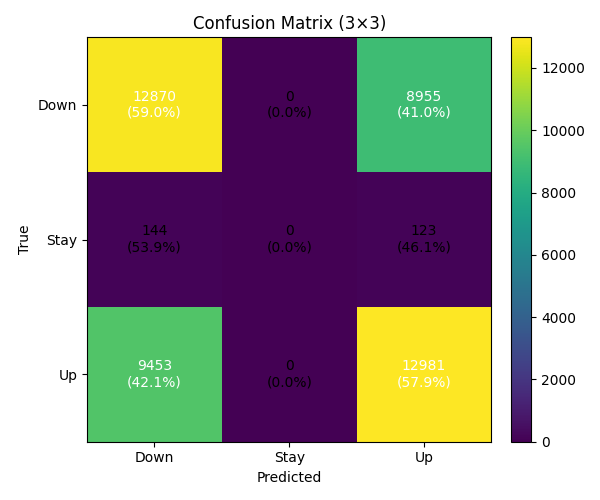 Confusion Matrix (3×3)
12870
(59.0%)
0
(0.0%)
8955
(41.0%)
Down
144
(53.9%)
0
(0.0%)
123
(46.1%)
Stay
9453
(42.1%)
0
(0.0%)
12981
(57.9%)
Up
True
Down
Stay
Up
Predicted
12000
10000
8000
6000
4000
2000
0